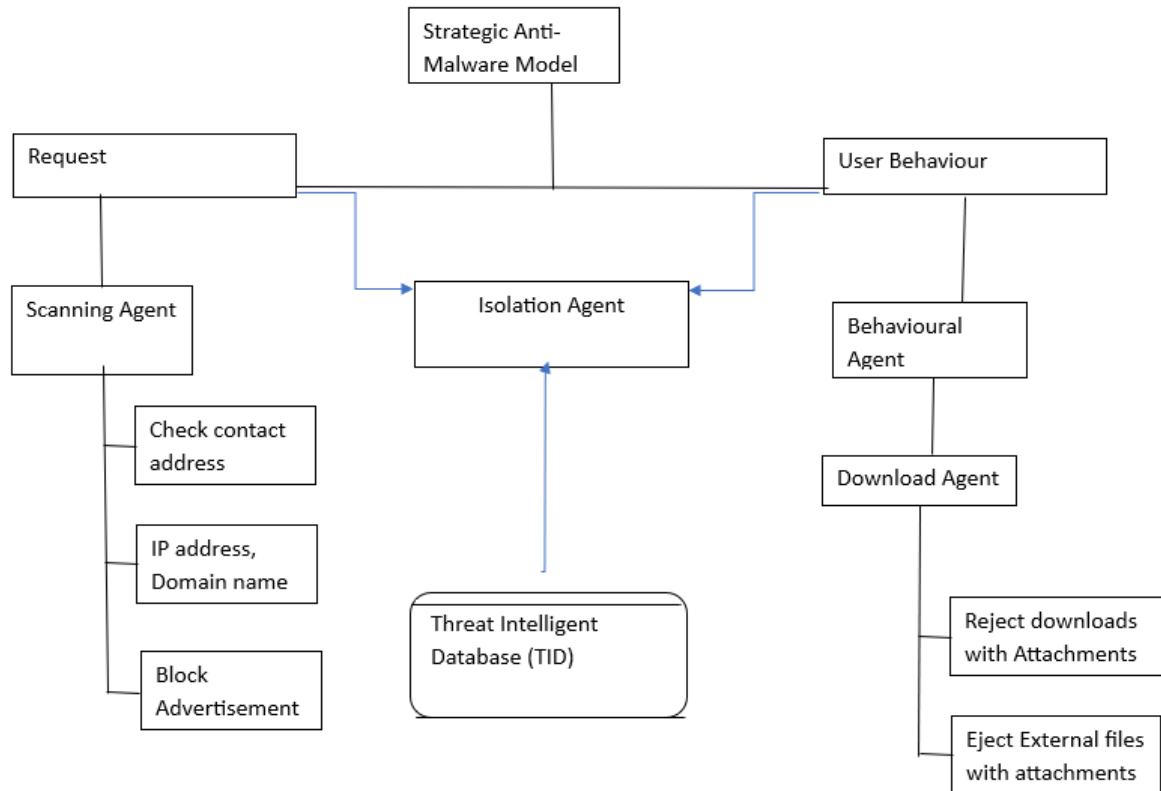 Strategic Anti-
Malware Model
Request
User Behaviour
Scanning Agent
Isolation Agent
Behavioural
Agent
Check contact
address
Download Agent
IP address,
Domain name
Threat Intelligent
Database (TID)
Reject downloads
with Attachments
Block
Advertisement
Eject External files
with attachments